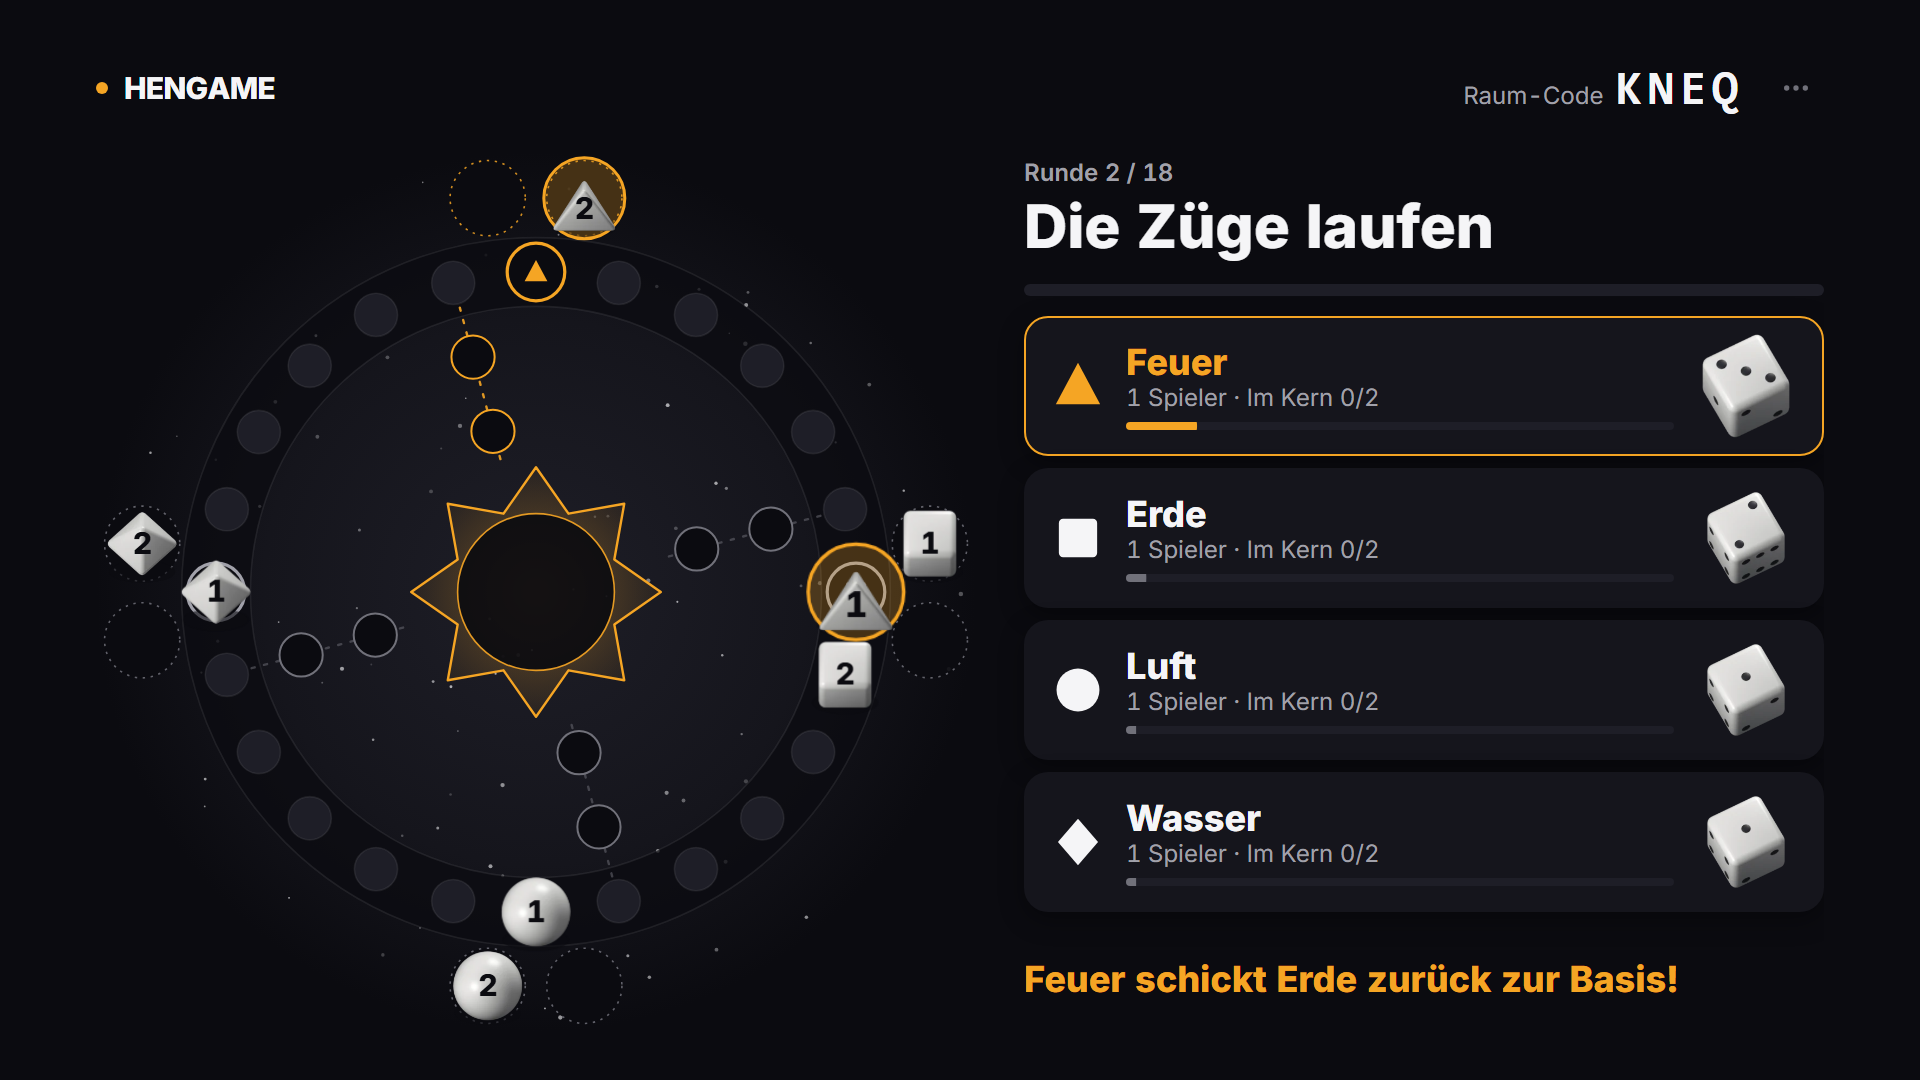 HENGAME
Raum-Code KNEQ
Runde 2 / 18
Die Züge laufen
Feuer
1 Spieler · Im Kern 0/2
Erde
1 Spieler · Im Kern 0/2
Luft
1 Spieler · Im Kern 0/2
Wasser
1 Spieler · Im Kern 0/2
Feuer schickt Erde zurück zur Basis!
2
2
1
1
1
2
1
2